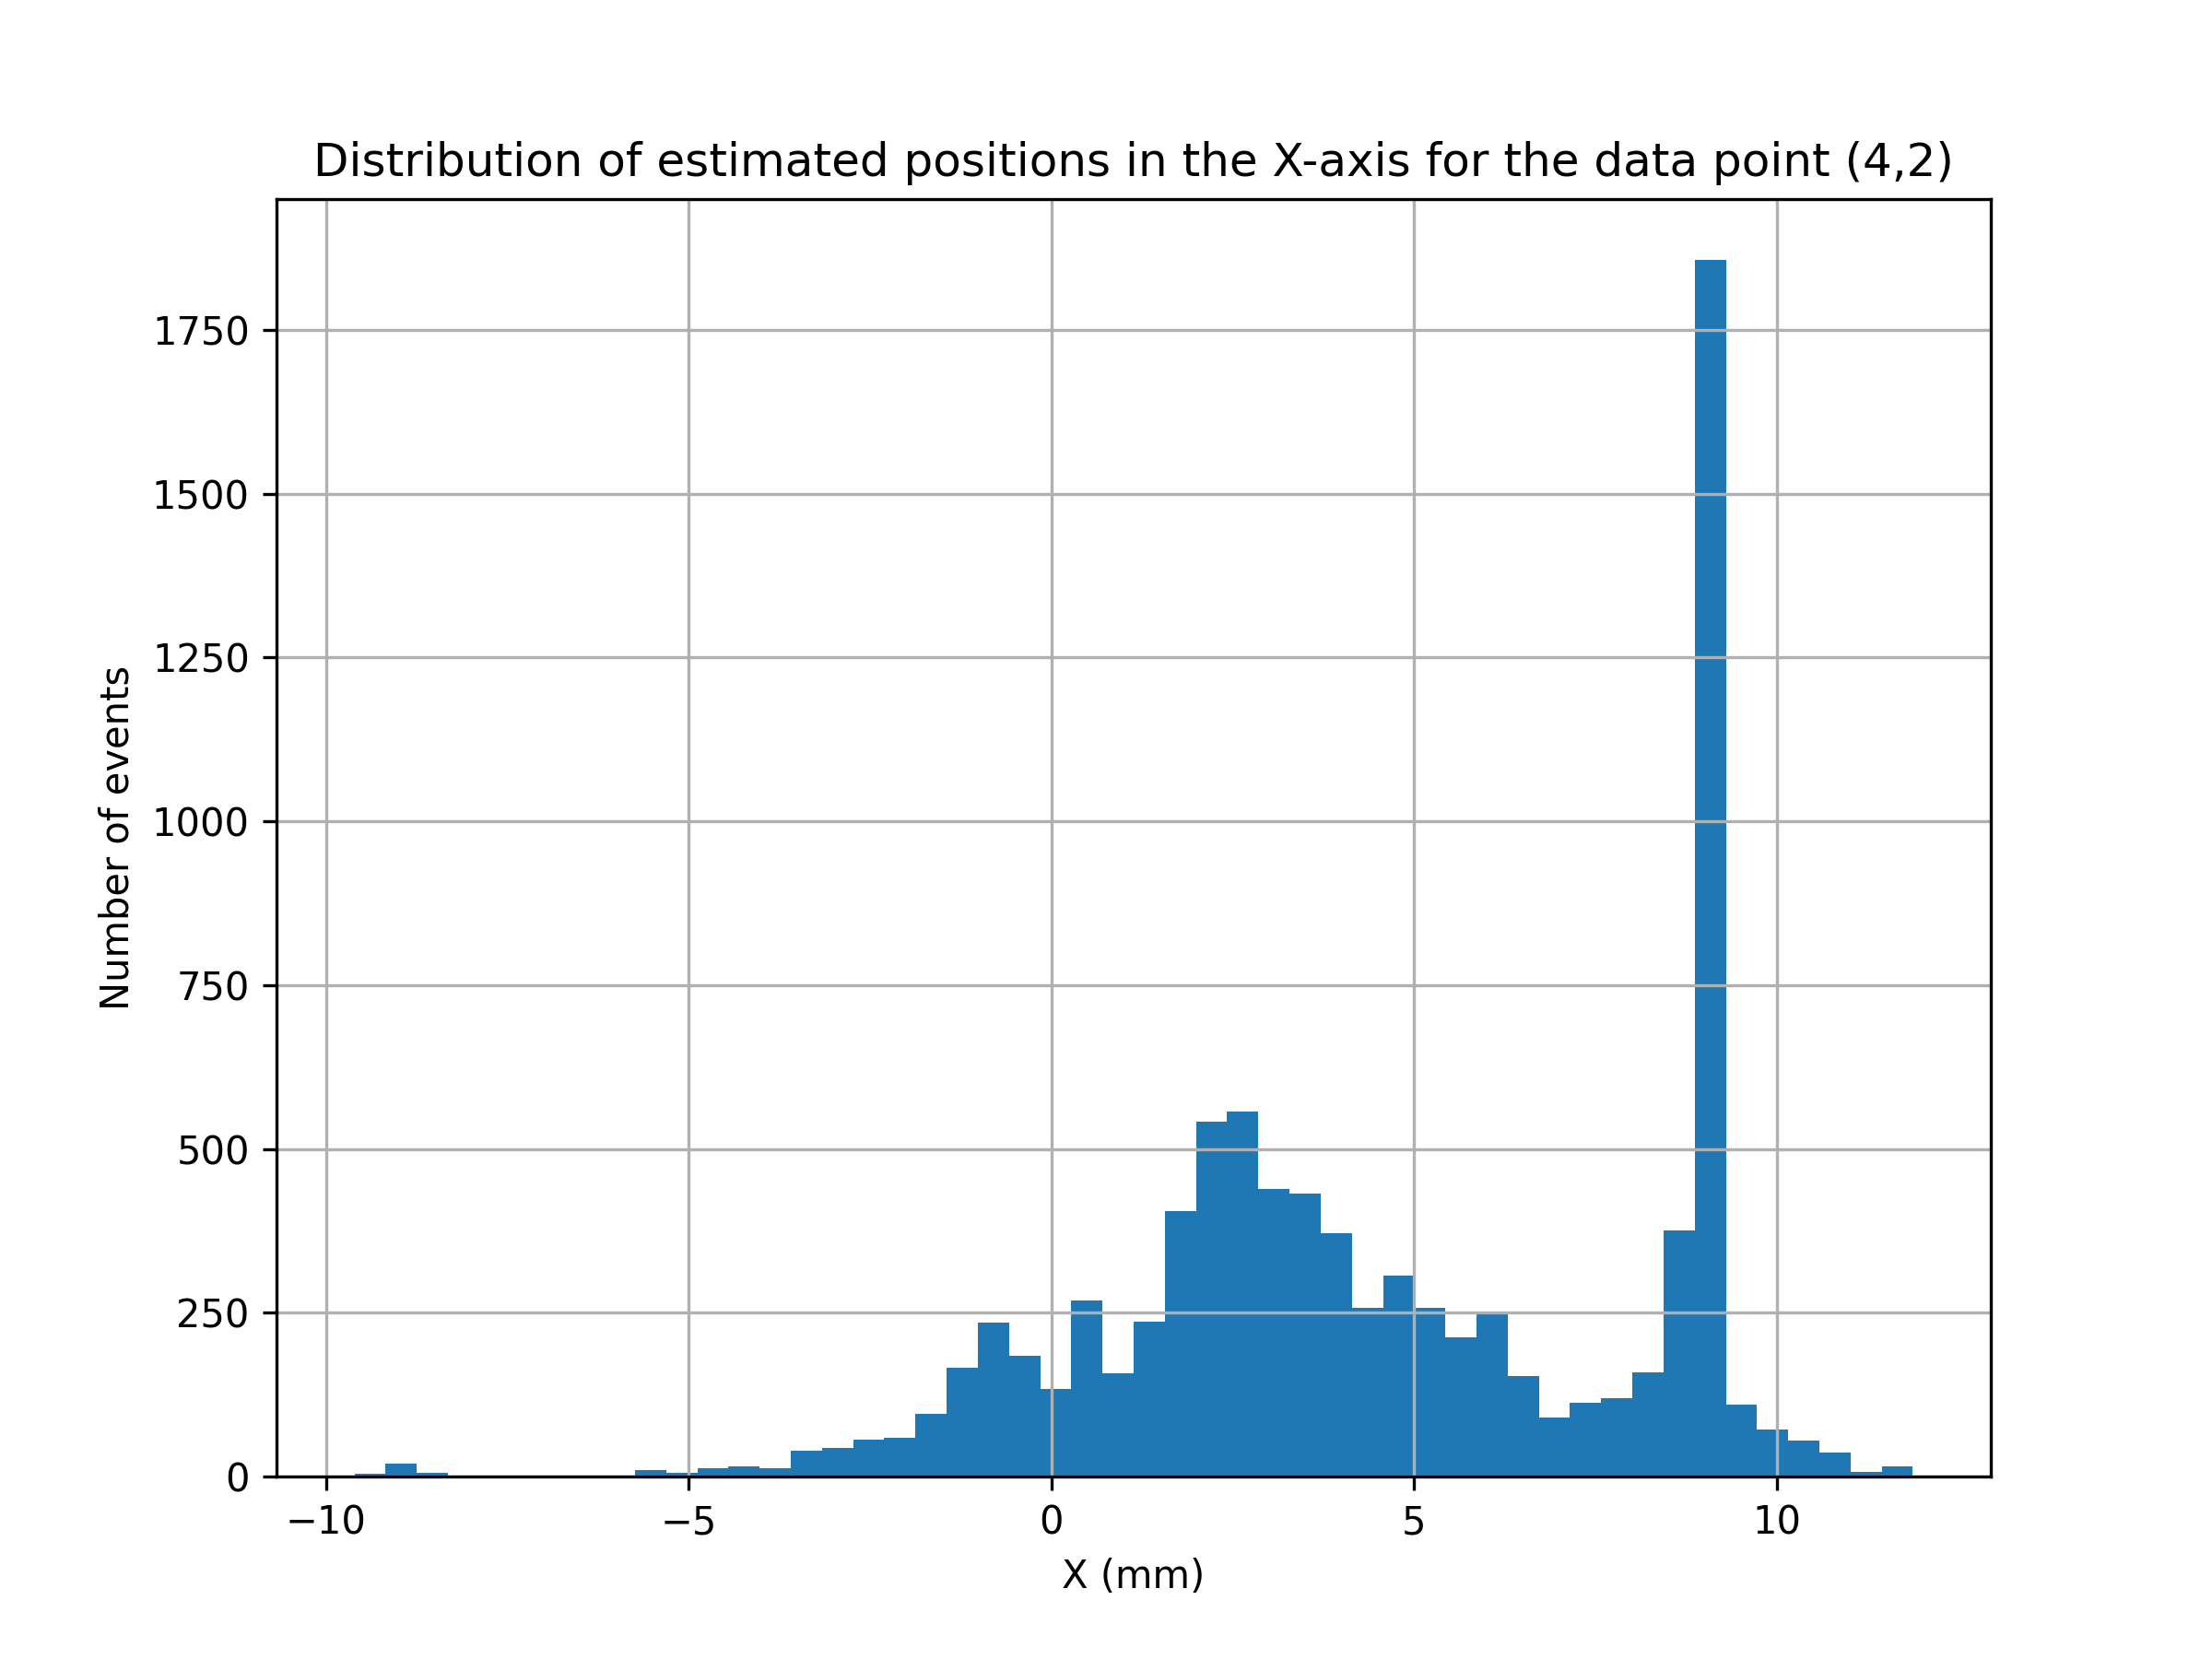 Distribution of estimated positions in the X-axis for the data point (4,2)
1750
1500
1250
1000
750
500
250
0
Number of events
−10 −5 0 5 10
X (mm)